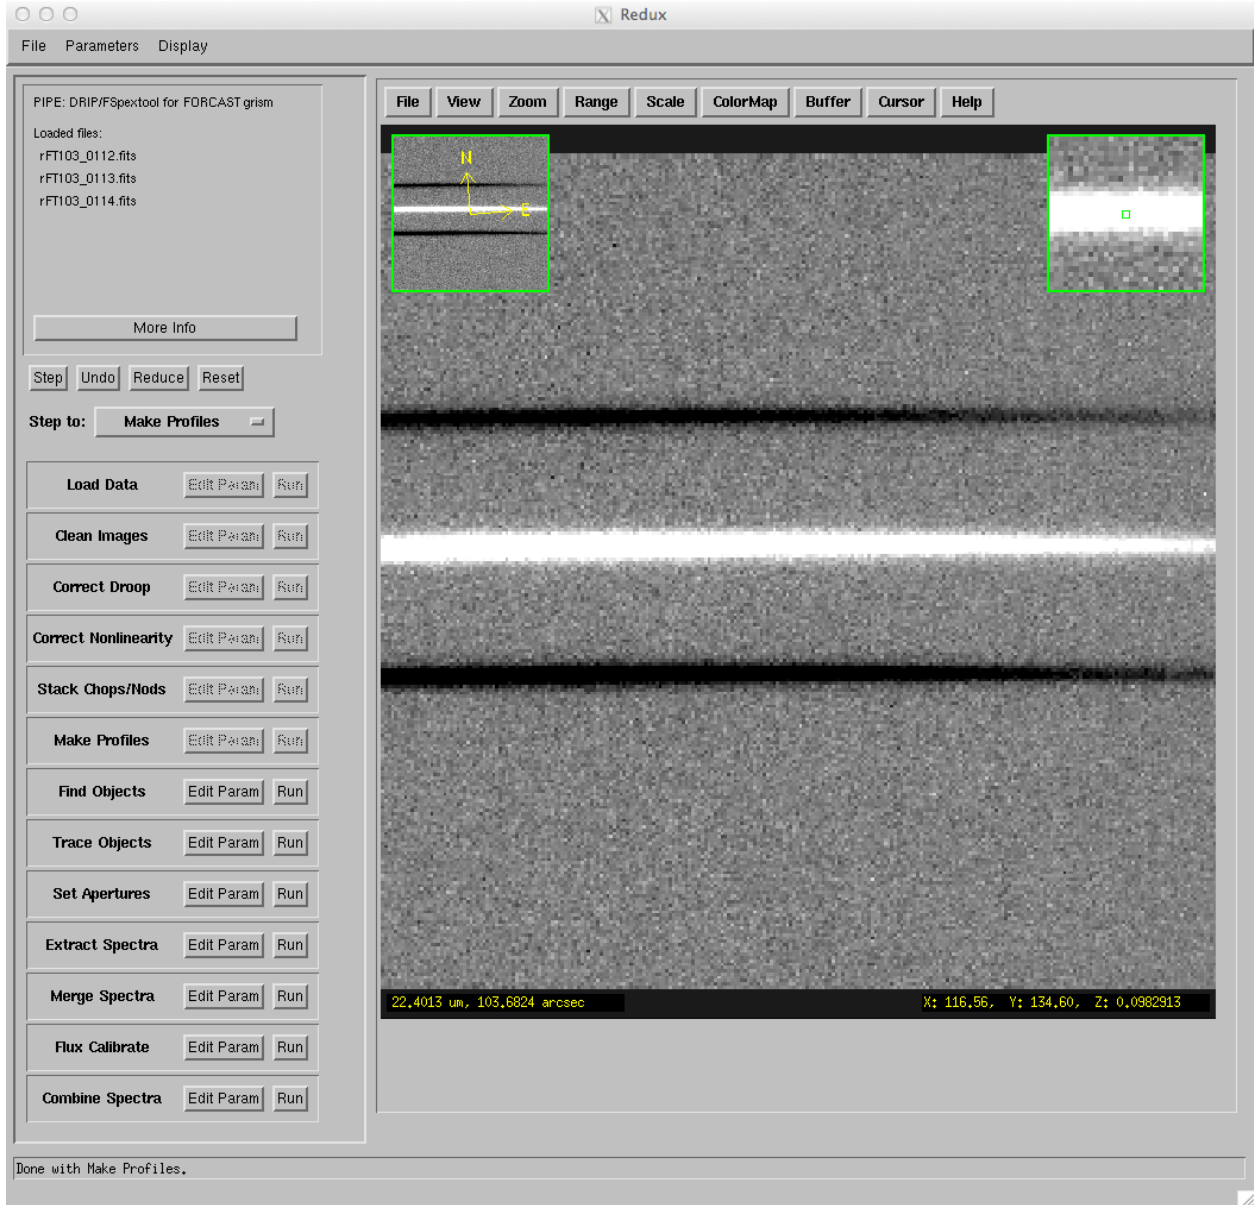 Redux
File Parameters Display
PIPE: DRIP/FSpextool for FORCAST grism
Loaded files:
rFT103_0112.fits
rFT103_0113.fits
rFT103_0114.fits
More Info
Step Undo Reduce Reset
Step to: Make Profiles
Load Data Edit Param Run
Clean Images Edit Param Run
Correct Droop Edit Param Run
Correct Nonlinearity Edit Param Run
Stack Chops/Nods Edit Param Run
Make Profiles Edit Param Run
Find Objects Edit Param Run
Trace Objects Edit Param Run
Set Apertures Edit Param Run
Extract Spectra Edit Param Run
Merge Spectra Edit Param Run
Flux Calibrate Edit Param Run
Combine Spectra Edit Param Run
File View Zoom Range Scale ColorMap Buffer Cursor Help
N
E
22.4013 um, 103.6824 arcsec X: 116.56, Y: 134.60, Z: 0.0982913
Done with Make Profiles.